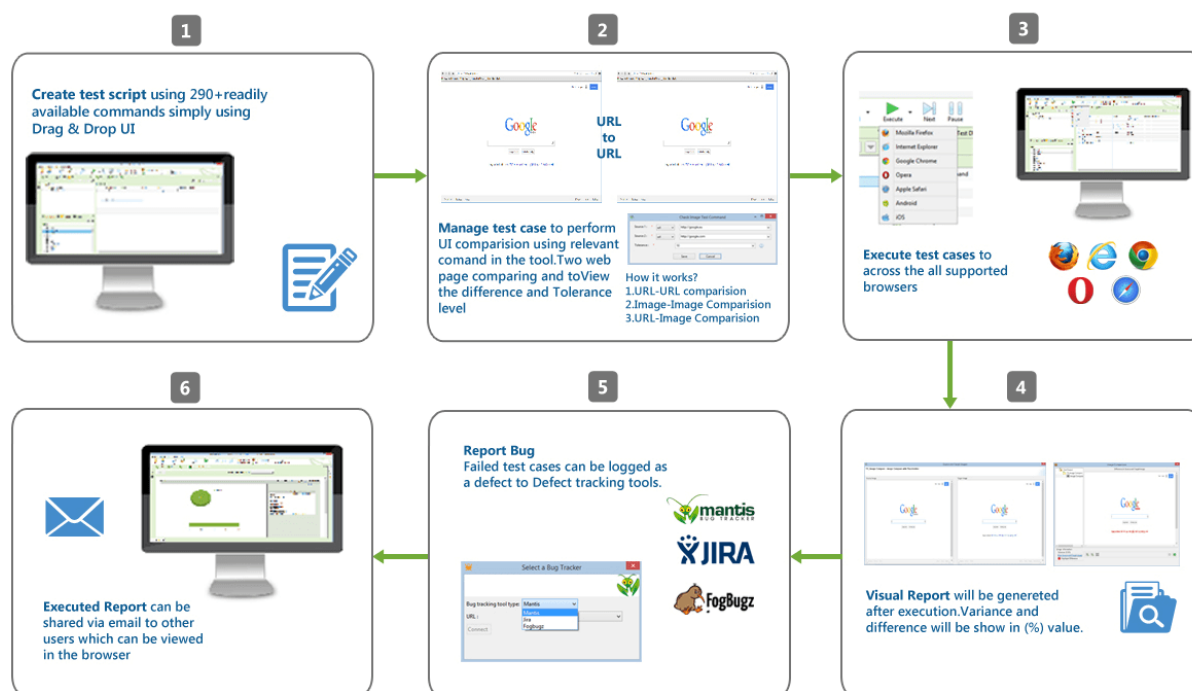 1
Create test script using 290+readily
available commands simply using
Drag & Drop UI
2
Google
URL
to
URL
Google
Manage test case to perform
UI comparision using relevant
comand in the tool.Two web
page comparing and toView
the difference and Tolerance
level
How it works?
1.URL-URL comparision
2.Image-Image Comparision
3.URL-Image Comparision
3
Execute
Next
Pause
Mozilla Firefox
Internet Explorer
Google Chrome
Opera
Apple Safari
Android
iOS
Execute test cases to
across the all supported
browsers
4
Google
Google
Google
Visual Report will be genereted
after execution.Variance and
difference will be show in (%) value.
5
Report Bug
Failed test cases can be logged as
a defect to Defect tracking tools.
mantis
BUG TRACKER
JIRA
FogBugz
Select a Bug Tracker
Bug tracking tool type: Mantis
Mantis
Jira
Fogbugz
URL :
Connect
6
Executed Report can be
shared via email to other
users which can be viewed
in the browser